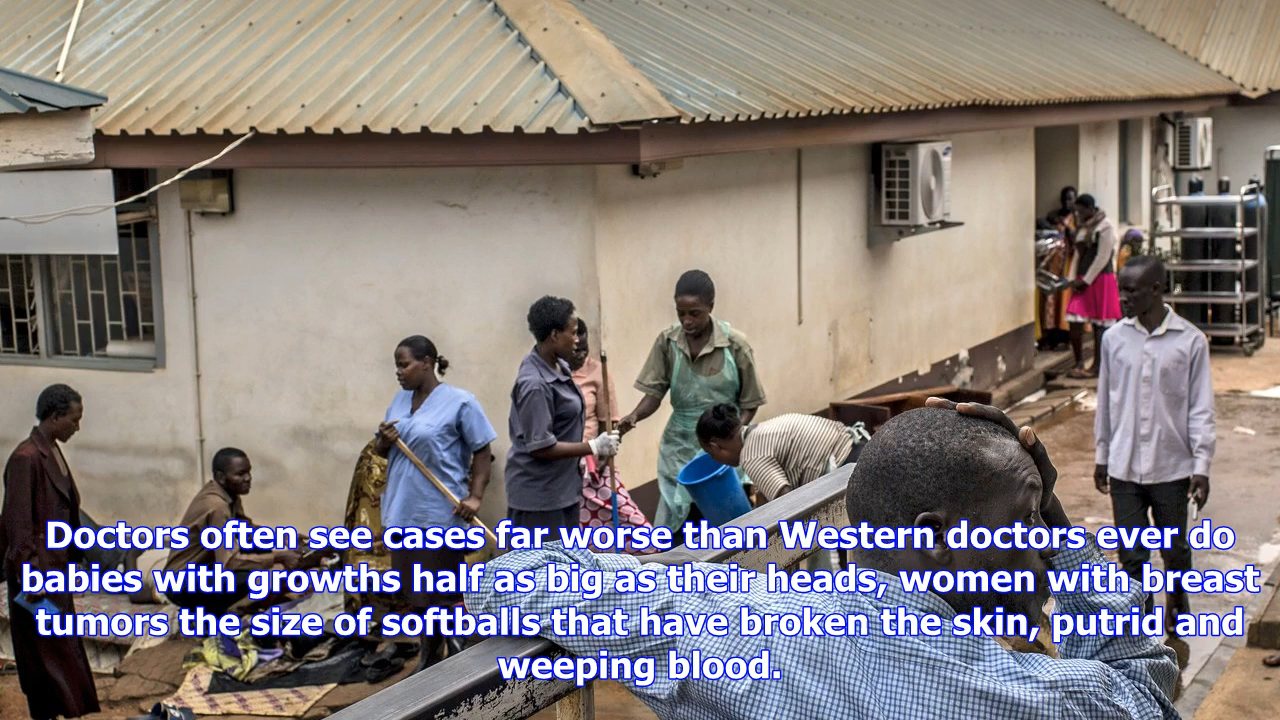 Doctors often see cases far worse than Western doctors ever do
babies with growths half as big as their heads, women with breast
tumors the size of softballs that have broken the skin, putrid and
weeping blood.